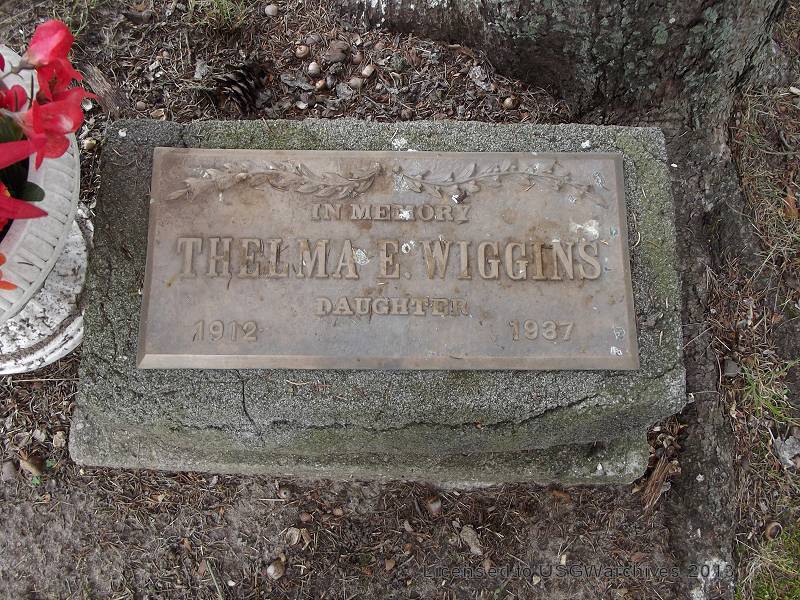 IN MEMORY
THELMA E. WIGGINS
DAUGHTER
1912 1937
Licensed to USGWarchives 2013